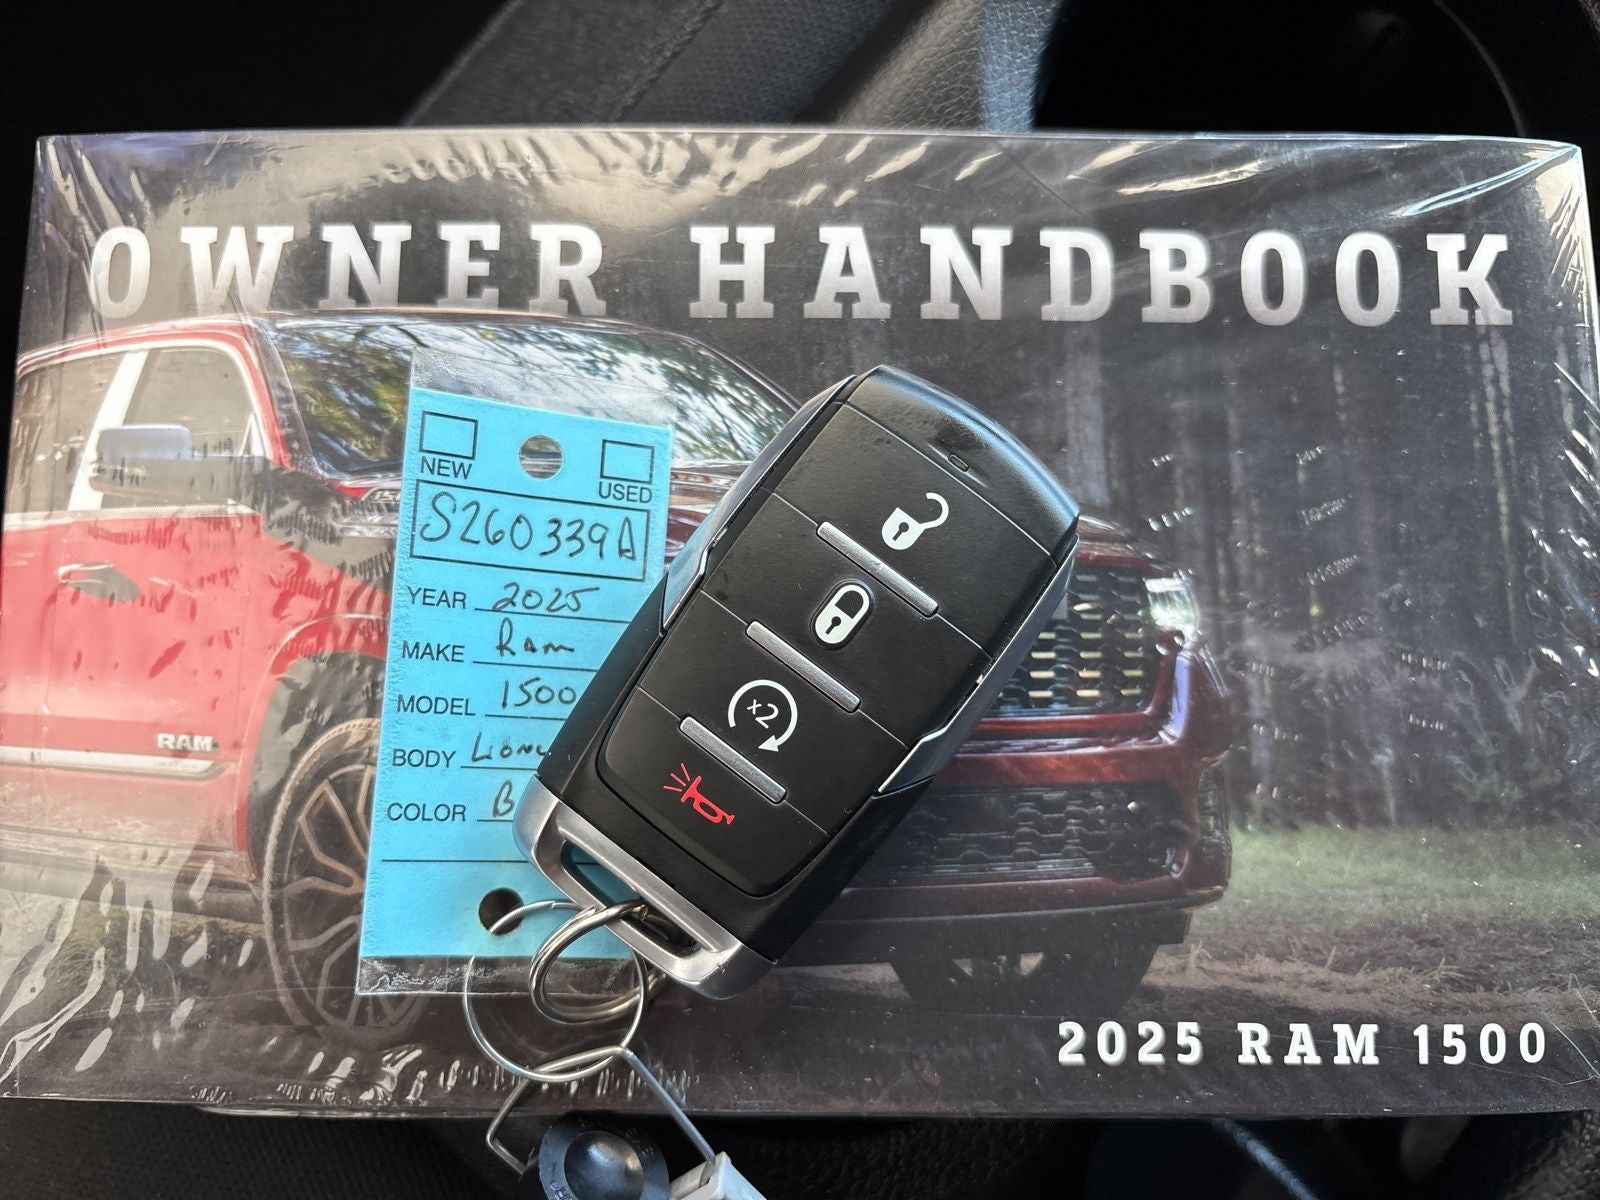 OWNER HANDBOOK
NEW
USED
S260339A
YEAR 2025
MAKE Ram
MODEL 1500
BODY
COLOR B
x2
RAM
2025 RAM 1500